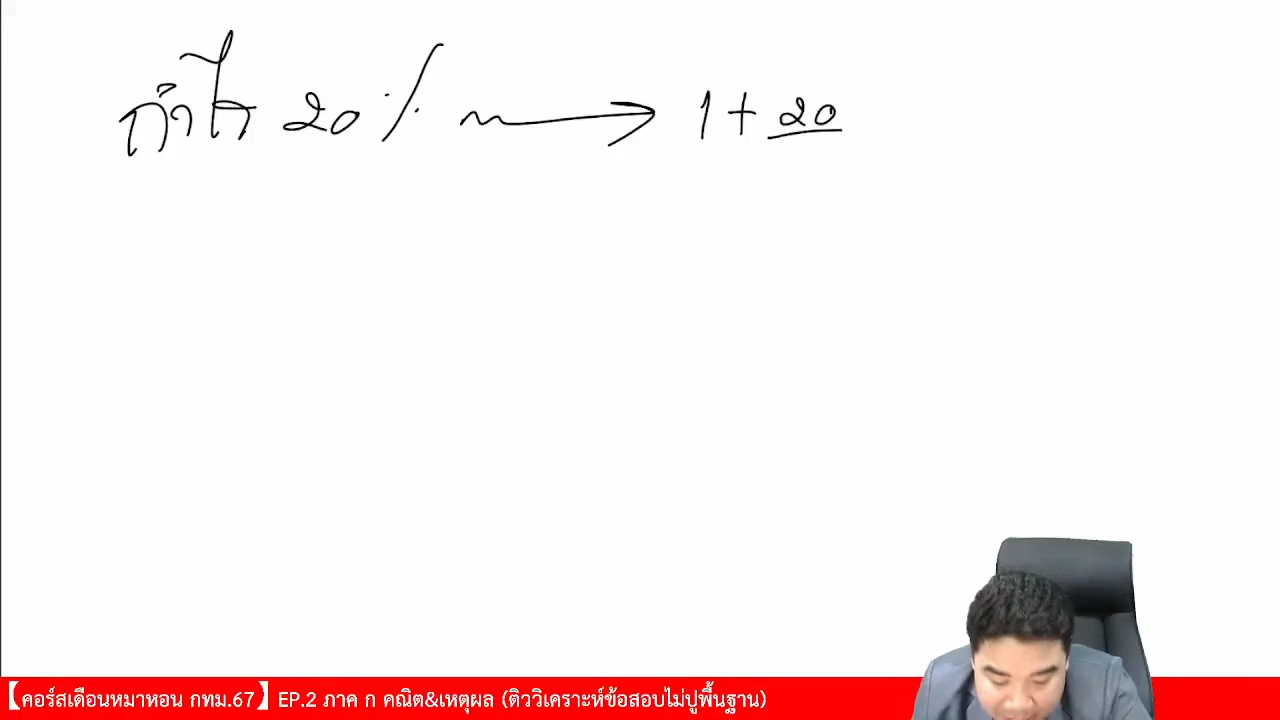 กำไร 20% → 1 + 20
【คอร์สเดือนหมาหอน กทม.67】 EP.2 ภาค ก คณิต&เหตุผล (ติววิเคราะห์ข้อสอบไม่ปูพื้นฐาน)